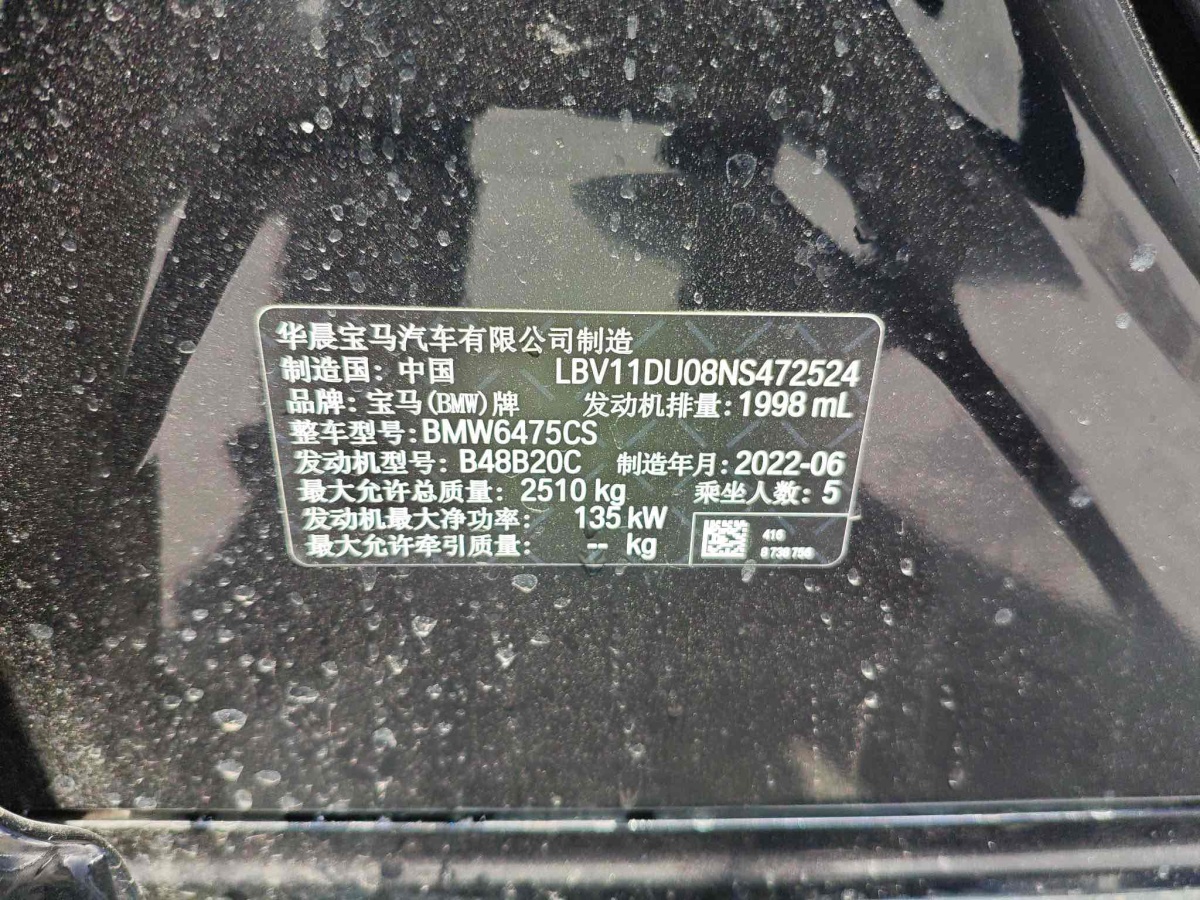 华晨宝马汽车有限公司制造
制造国：中国 LBV11DU08NS472524
品牌：宝马(BMW)牌 发动机排量：1998 mL
整车型号：BMW6475CS
发动机型号：B48B20C 制造年月：2022-06
最大允许总质量：2510 kg 乘坐人数：5
发动机最大净功率：135 kW
最大允许牵引质量：-- kg
416
8 738 756